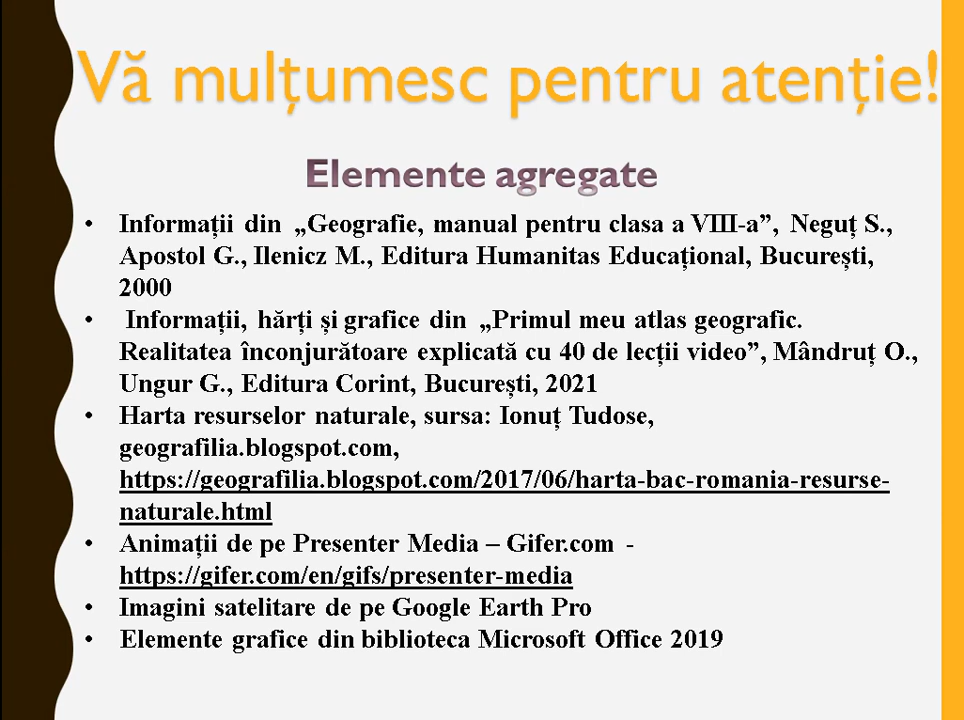 Vă mulțumesc pentru atenție!
Elemente agregate
• Informații din „Geografie, manual pentru clasa a VIII-a”, Neguț S.,
Apostol G., Ilenicz M., Editura Humanitas Educațional, București,
2000
• Informații, hărți și grafice din „Primul meu atlas geografic.
Realitatea înconjurătoare explicată cu 40 de lecții video”, Mândruț O.,
Ungur G., Editura Corint, București, 2021
• Harta resurselor naturale, sursa: Ionuț Tudose,
geografilia.blogspot.com,
https://geografilia.blogspot.com/2017/06/harta-bac-romania-resurse-
naturale.html
• Animații de pe Presenter Media – Gifer.com -
https://gifer.com/en/gifs/presenter-media
• Imagini satelitare de pe Google Earth Pro
• Elemente grafice din biblioteca Microsoft Office 2019